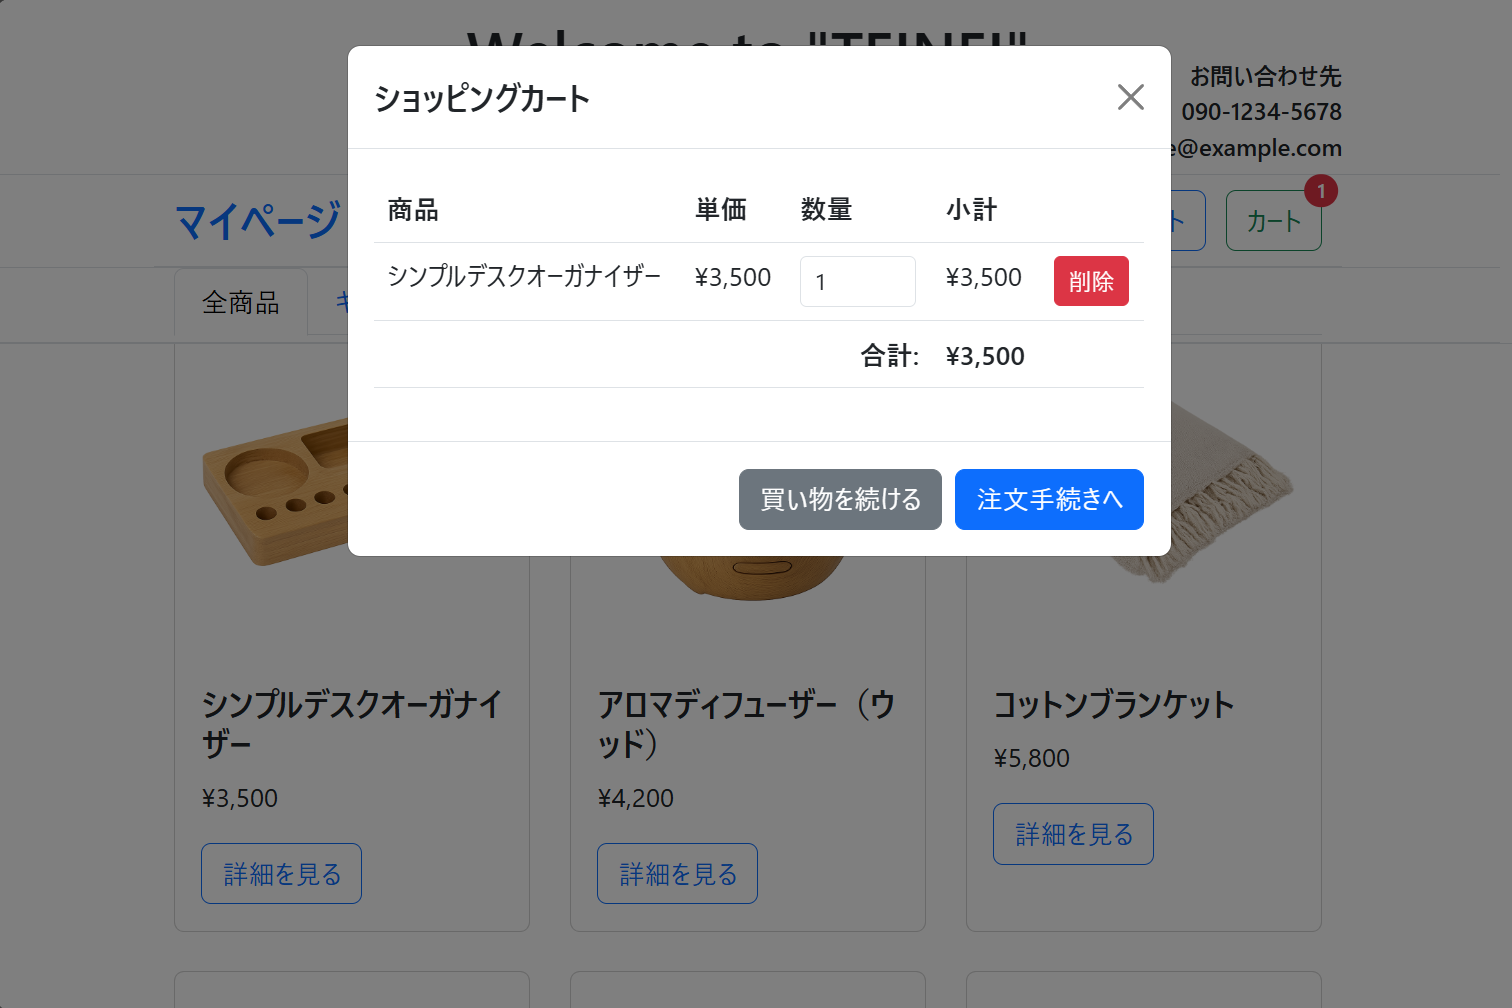 Welcome to "TEINEI"
お問い合わせ先
090-1234-5678
e@example.com
マイページ
ト
カート
1
全商品
キ
ショッピングカート
商品 単価 数量 小計
シンプルデスクオーガナイザー ¥3,500 1 ¥3,500 削除
合計: ¥3,500
買い物を続ける 注文手続きへ
シンプルデスクオーガナイ
ザー
¥3,500
詳細を見る
アロマディフューザー（ウ
ッド）
¥4,200
詳細を見る
コットンブランケット
¥5,800
詳細を見る